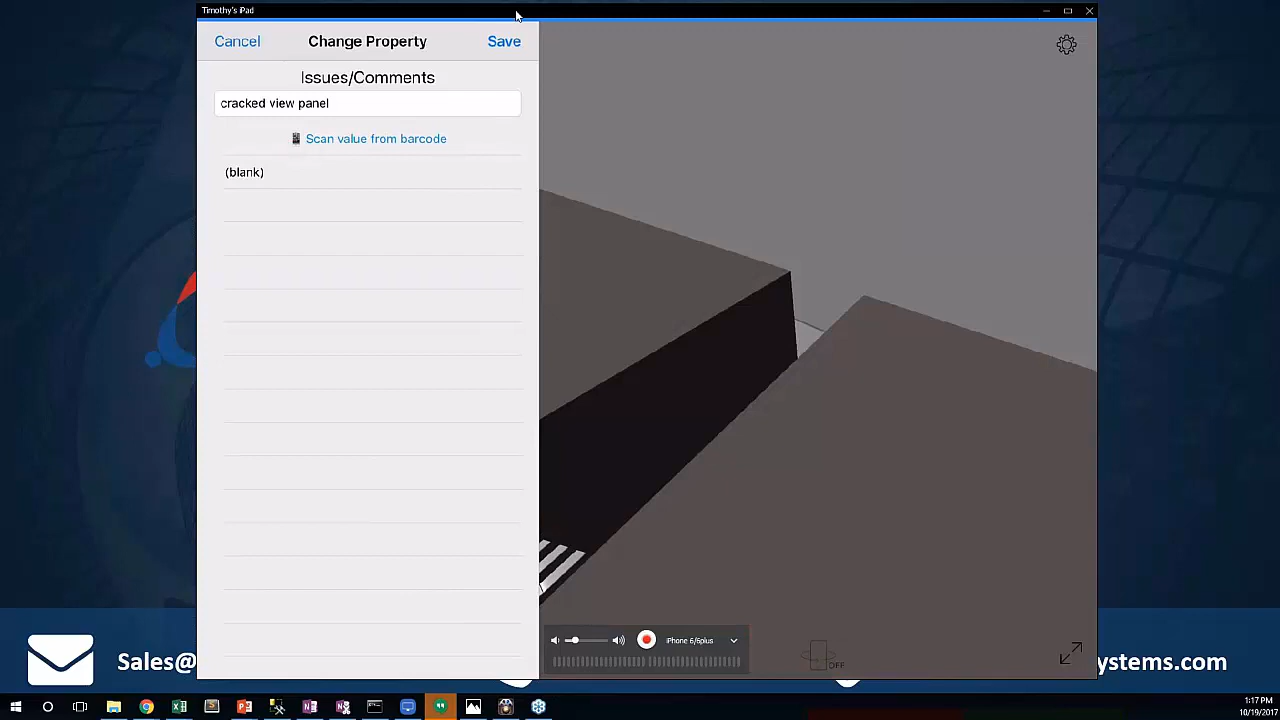 Timothy's iPad
Cancel
Change Property
Save
Issues/Comments
cracked view panel
Scan value from barcode
(blank)
iPhone 6/6plus
OFF
Sales@
ystems.com
1:17 PM
10/19/2017